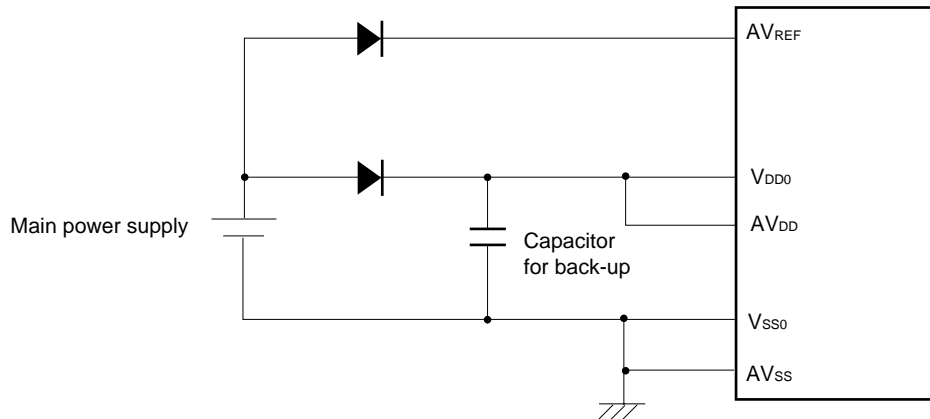 AVREF
VDD0
Main power supply
AVDD
Capacitor
for back-up
VSS0
AVSS